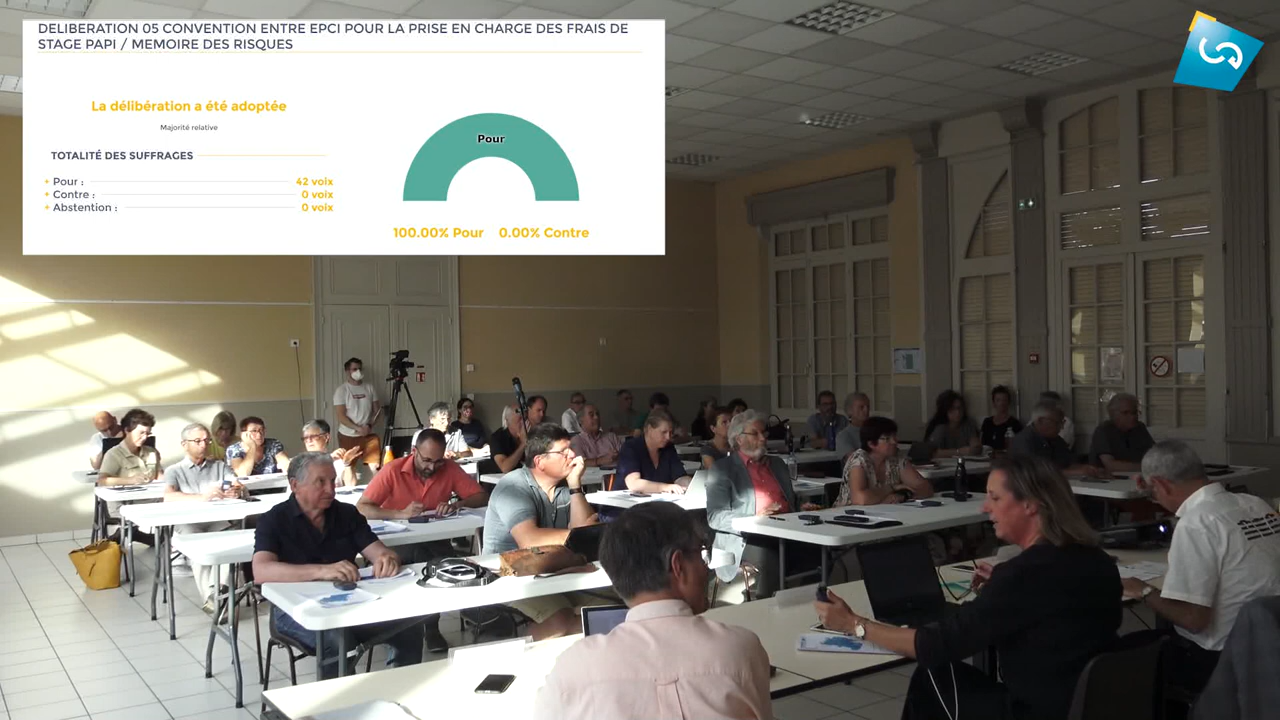 DELIBERATION 05 CONVENTION ENTRE EPCI POUR LA PRISE EN CHARGE DES FRAIS DE
STAGE PAPI / MEMOIRE DES RISQUES
La délibération a été adoptée
Majorité relative
TOTALITÉ DES SUFFRAGES
+ Pour : 42 voix
+ Contre : 0 voix
+ Abstention : 0 voix
Pour
100.00% Pour 0.00% Contre